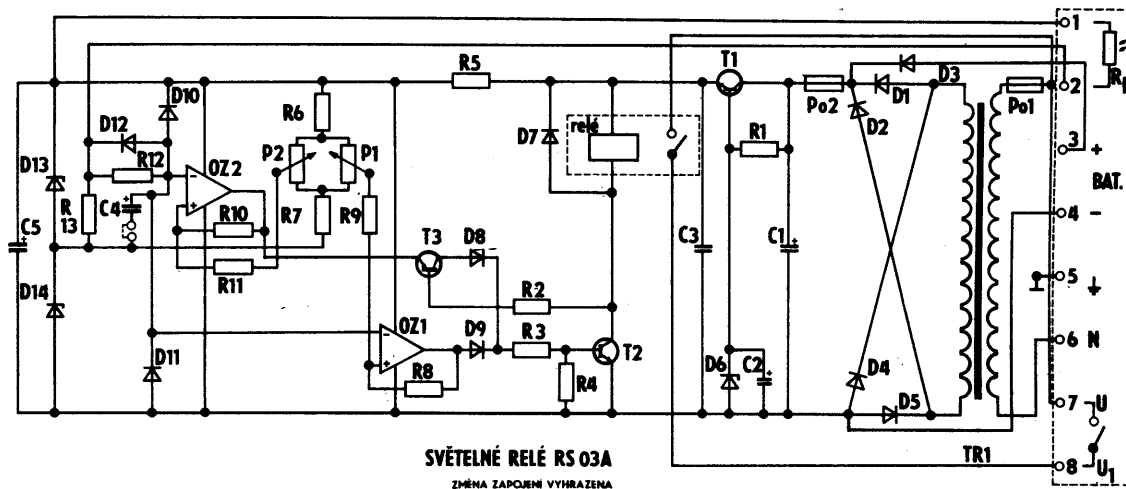 1
T1
D3
R5
Po2
D1
Po1
2
Rf
D10
R6
D2
D12
D7
relé
3 +
R12
P2
P1
R1
BAT.
D13
OZ2
R13
C4
R10
R7
R9
4 −
C5
T3
D8
C3
C1
R11
5
D14
R2
OZ1
D9
R3
6 N
T2
D11
D6
C2
D4
R8
R4
D5
7 U
SVĚTELNÉ RELÉ RS 03A
TR1
8 U1
ZMĚNA ZAPOJENÍ VYHRAZENA